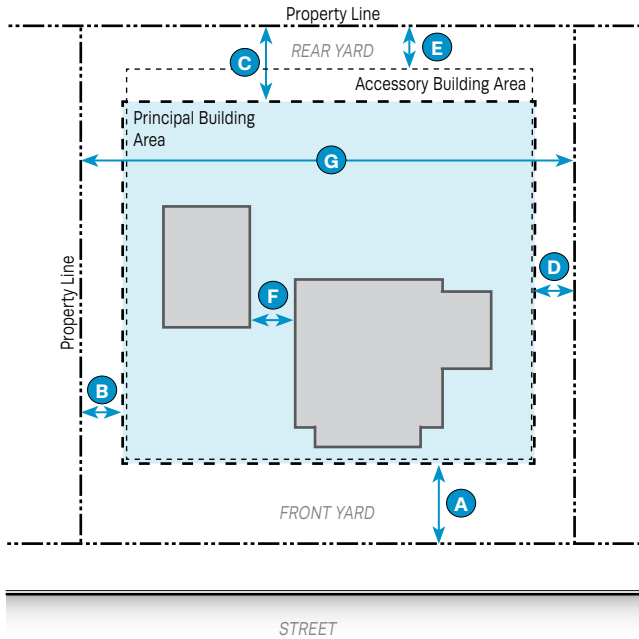 Property Line
REAR YARD
E
C
Accessory Building Area
Principal Building
Area
G
Property Line
D
F
B
A
FRONT YARD
STREET